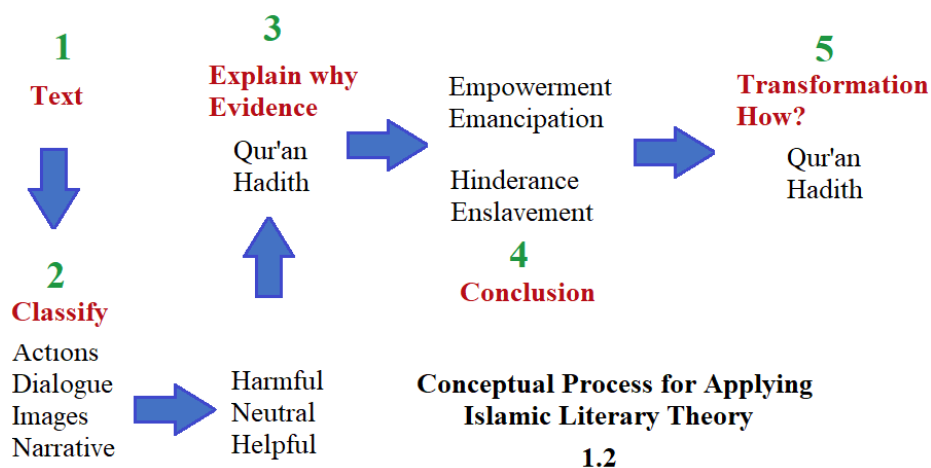 1
Text
2
Classify
Actions
Dialogue
Images
Narrative
Harmful
Neutral
Helpful
3
Explain why
Evidence
Qur'an
Hadith
Empowerment
Emancipation
Hinderance
Enslavement
4
Conclusion
5
Transformation
How?
Qur'an
Hadith
Conceptual Process for Applying
Islamic Literary Theory
1.2